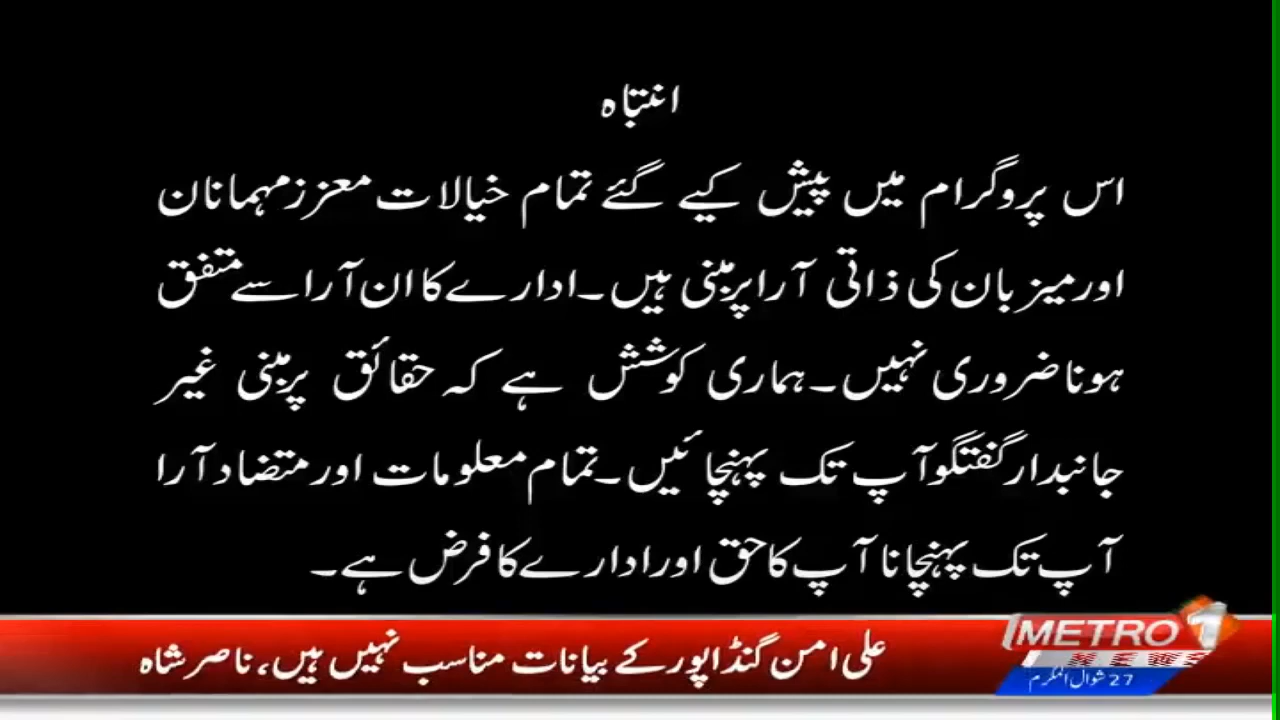 انتباہ
اس پروگرام میں پیش کیے گئے تمام خیالات معزز مہمانان
اور میزبان کی ذاتی آرا پر مبنی ہیں۔ ادارے کا ان آرا سے متفق
ہونا ضروری نہیں۔ ہماری کوشش ہے کہ حقائق پر مبنی غیر
جانبدار گفتگو آپ تک پہنچائیں۔ تمام معلومات اور متضاد آرا
آپ تک پہنچانا آپ کا حق اور ادارے کا فرض ہے۔
علی امن گنڈاپور کے بیانات مناسب نہیں ہیں، ناصر شاہ
METRO 1
NEWS
27 شوال المکرم